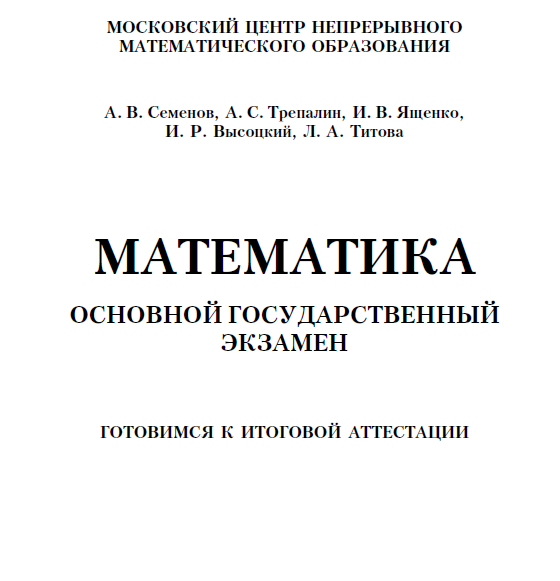 МОСКОВСКИЙ ЦЕНТР НЕПРЕРЫВНОГО
МАТЕМАТИЧЕСКОГО ОБРАЗОВАНИЯ
А. В. Семенов, А. С. Трепалин, И. В. Ященко,
И. Р. Высоцкий, Л. А. Титова
МАТЕМАТИКА
ОСНОВНОЙ ГОСУДАРСТВЕННЫЙ
ЭКЗАМЕН
ГОТОВИМСЯ К ИТОГОВОЙ АТТЕСТАЦИИ